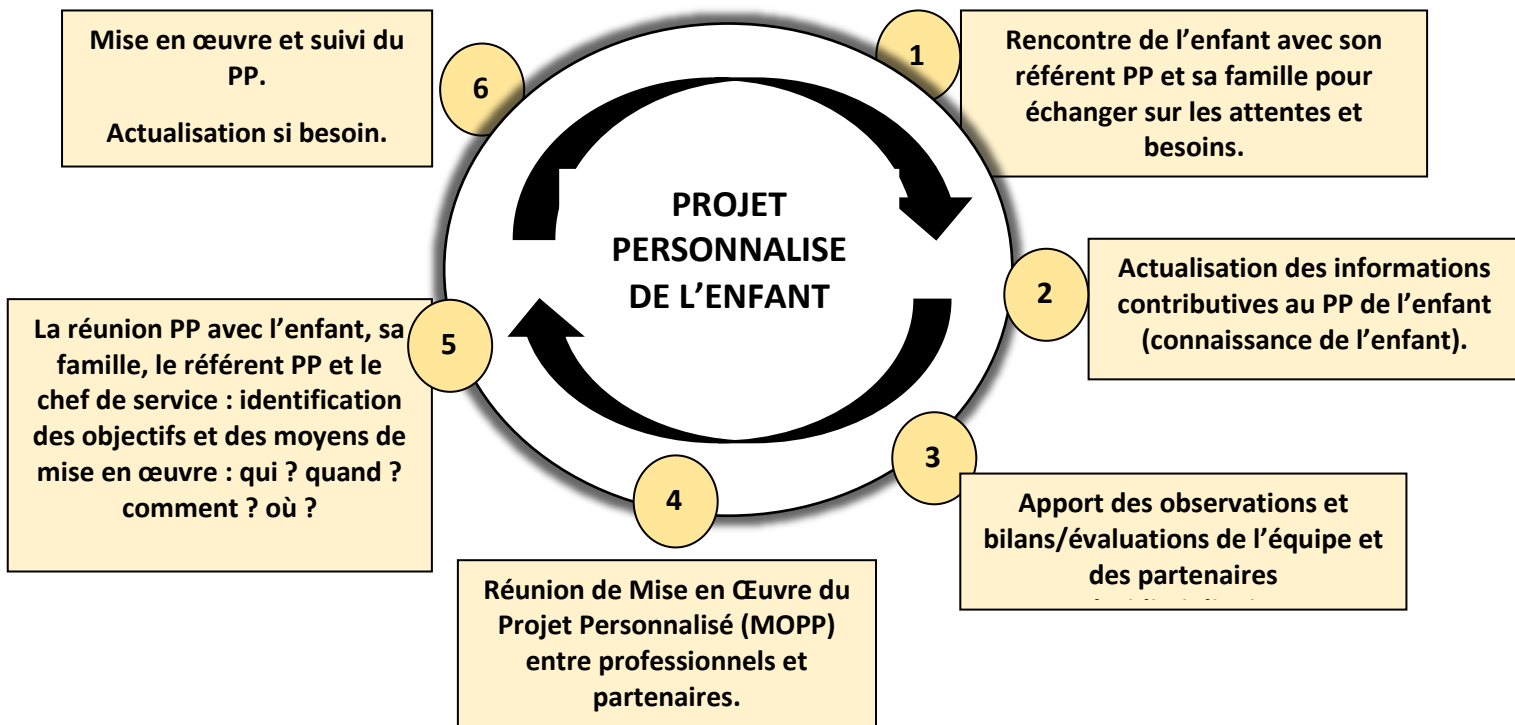 PROJET
PERSONNALISE
DE L’ENFANT
1
Rencontre de l’enfant avec son
référent PP et sa famille pour
échanger sur les attentes et
besoins.
2
Actualisation des informations
contributives au PP de l’enfant
(connaissance de l’enfant).
3
Apport des observations et
bilans/évaluations de l’équipe et
des partenaires
4
Réunion de Mise en Œuvre du
Projet Personnalisé (MOPP)
entre professionnels et
partenaires.
5
La réunion PP avec l’enfant, sa
famille, le référent PP et le
chef de service : identification
des objectifs et des moyens de
mise en œuvre : qui ? quand ?
comment ? où ?
6
Mise en œuvre et suivi du
PP.
Actualisation si besoin.